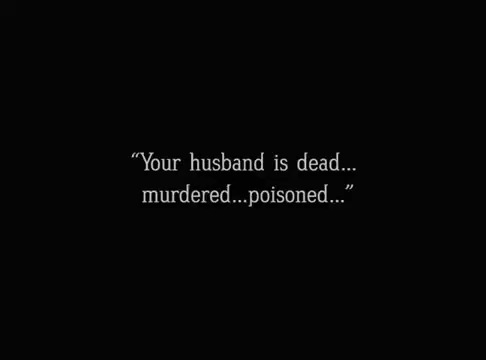 “Your husband is dead...
murdered...poisoned...”